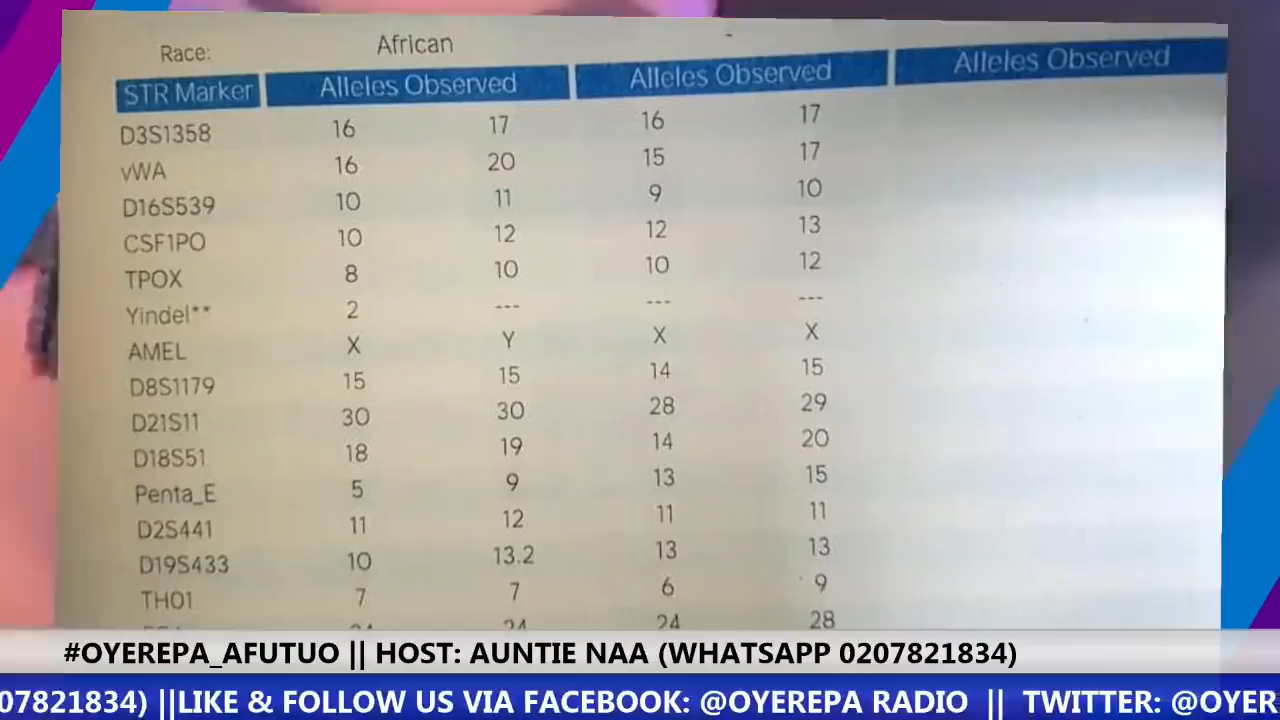 Race: African -
STR Marker Alleles Observed Alleles Observed Alleles Observed
D3S1358 16 17 16 17
vWA 16 20 15 17
D16S539 10 11 9 10
CSF1PO 10 12 12 13
TPOX 8 10 10 12
Yindel** 2 --- --- ---
AMEL X Y X X
D8S1179 15 15 14 15
D21S11 30 30 28 29
D18S51 18 19 14 20
Penta_E 5 9 13 15
D2S441 11 12 11 11
D19S433 10 13.2 13 13
TH01 7 7 6 9
24 24 24 28
#OYEREPA_AFUTUO || HOST: AUNTIE NAA (WHATSAPP 0207821834)
07821834) ||LIKE & FOLLOW US VIA FACEBOOK: @OYEREPA RADIO || TWITTER: @OYER